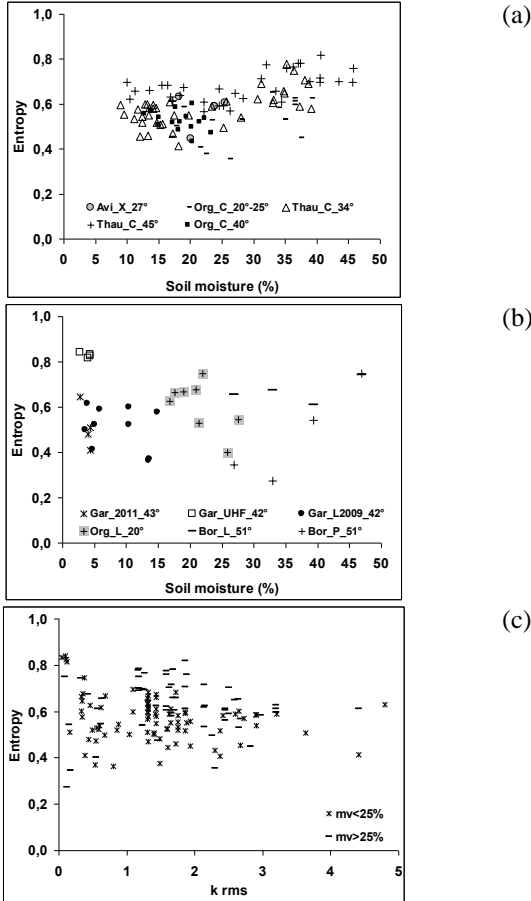 (a)
1,0
0,8
0,6
0,4
0,2
0,0
Entropy
Avi_X_27° Org_C_20°-25° Thau_C_34°
Thau_C_45° Org_C_40°
0 5 10 15 20 25 30 35 40 45 50
Soil moisture (%)
(b)
1,0
0,8
0,6
0,4
0,2
0,0
Entropy
Gar_2011_43° Gar_UHF_42° Gar_L2009_42°
Org_L_20° Bor_L_51° Bor_P_51°
0 5 10 15 20 25 30 35 40 45 50
Soil moisture (%)
(c)
1,0
0,8
0,6
0,4
0,2
0,0
Entropy
mv<25%
mv>25%
0 1 2 3 4 5
k rms